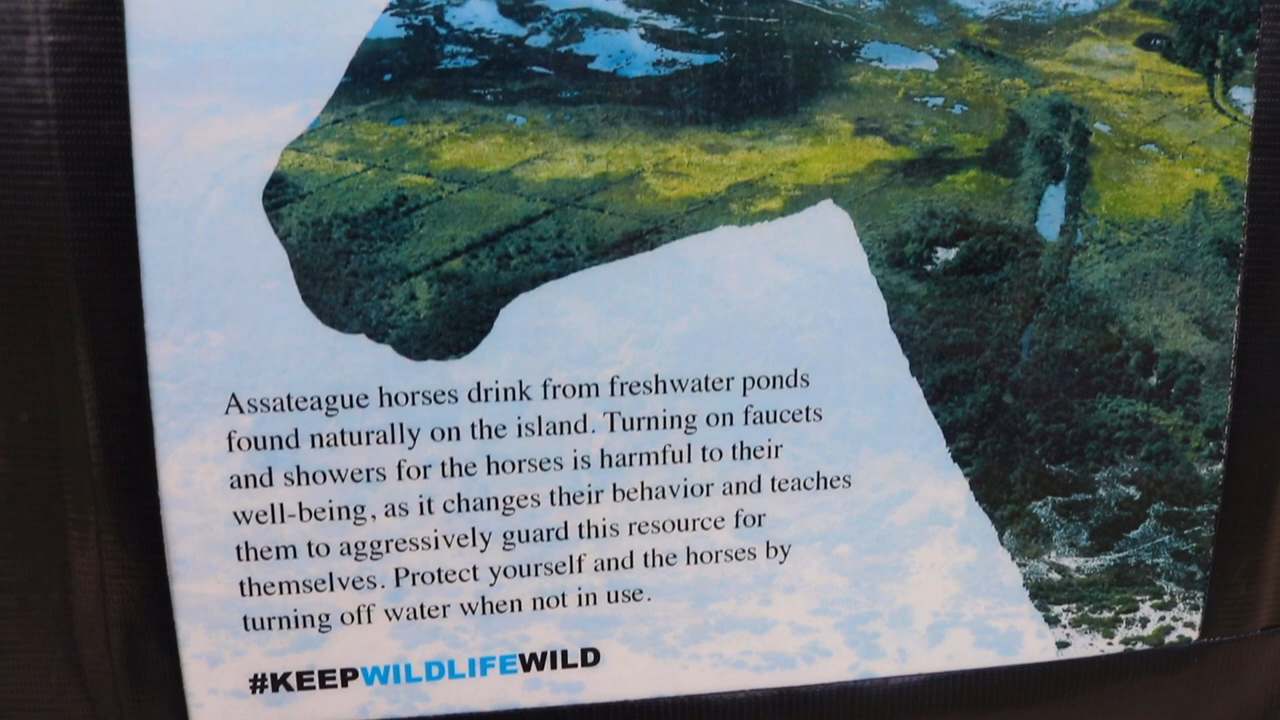 Assateague horses drink from freshwater ponds
found naturally on the island. Turning on faucets
and showers for the horses is harmful to their
well-being, as it changes their behavior and teaches
them to aggressively guard this resource for
themselves. Protect yourself and the horses by
turning off water when not in use.
#KEEPWILDLIFEWILD